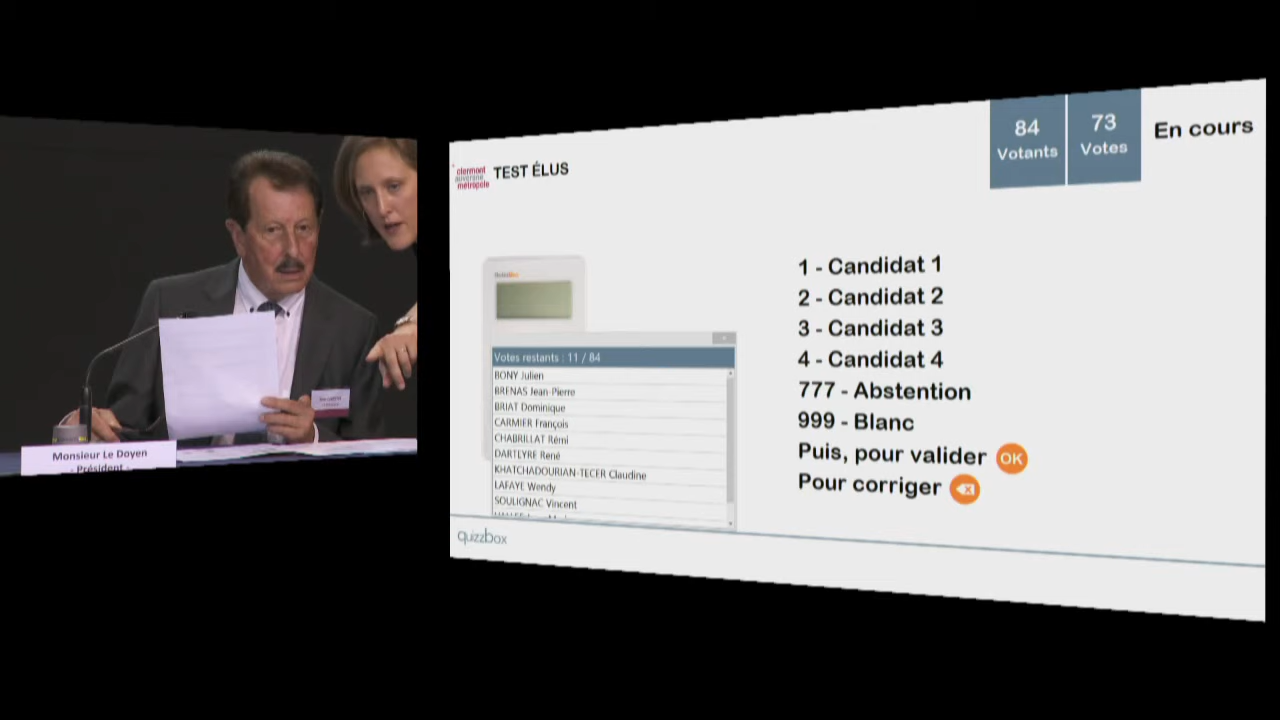 84
Votants
73
Votes
En cours
clermont
auvergne
métropole
TEST ÉLUS
1 - Candidat 1
2 - Candidat 2
3 - Candidat 3
4 - Candidat 4
777 - Abstention
999 - Blanc
Puis, pour valider OK
Pour corriger
Votes restants : 11 / 84
BONY Julien
BRENAS Jean-Pierre
BRIAT Dominique
CARMIER François
CHABRILLAT Rémi
DARTEYRE René
KHATCHADOURIAN-TECER Claudine
LAFAYE Wendy
SOULIGNAC Vincent
quizzbox
Monsieur Le Doyen
- Président -